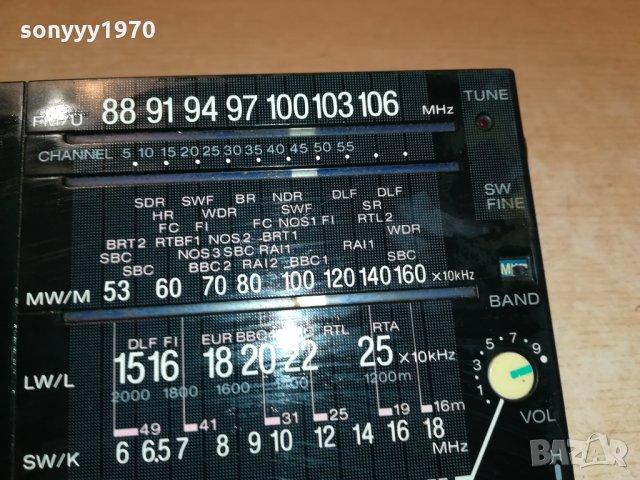 sonyyy1970
TUNE
FM/U 88 91 94 97 100 103 106 MHz
CHANNEL 5 10 15 20 25 30 35 40 45 50 55
SW
FINE
SDR SWF BR NDR DLF DLF
HR WDR SWF SR
FC FI FC NOS1 FI RTL2
BRT2 RTBF1 NOS2 BRT1 WDR
SBC NOS3 SBC RAI1 RAI1
SBC BBC2 RAI2 BBC1 SBC
MW/M 53 60 70 80 100 120 140 160 ×10kHz
BAND
DLF FI EUR BBC RTL RTA
LW/L 15 16 18 20 22 25 ×10kHz
2000 1800 1600 1200m
1 3 5 7 9
VOL
49 41 31 25 19 16m
SW/K 6 6.5 7 8 9 10 12 14 16 18 MHz
BAZAR